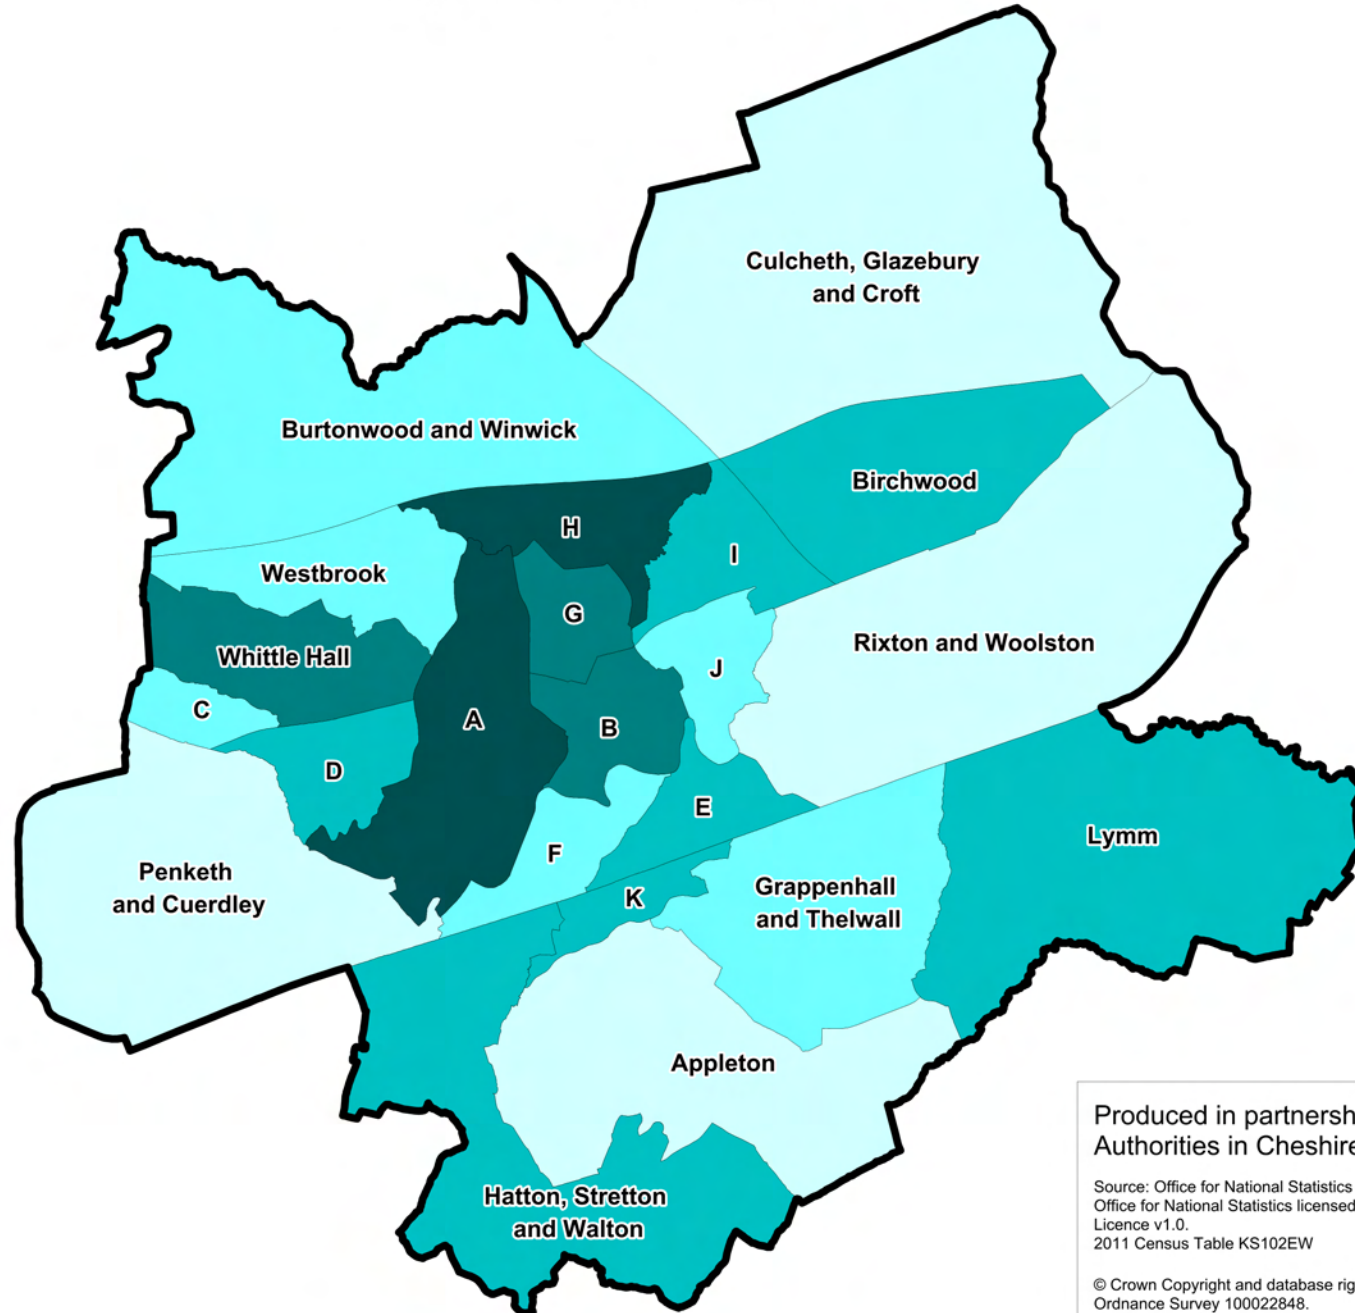 Culcheth, Glazebury
and Croft
Burtonwood and Winwick
Birchwood
H
I
Westbrook
G
Rixton and Woolston
Whittle Hall
J
C
A
B
D
E
Lymm
F
Penketh
and Cuerdley
Grappenhall
and Thelwall
K
Appleton
Hatton, Stretton
and Walton
Produced in partnersh
Authorities in Cheshire
Source: Office for National Statistics
Office for National Statistics licensed
Licence v1.0.
2011 Census Table KS102EW
© Crown Copyright and database rig
Ordnance Survey 100022848.